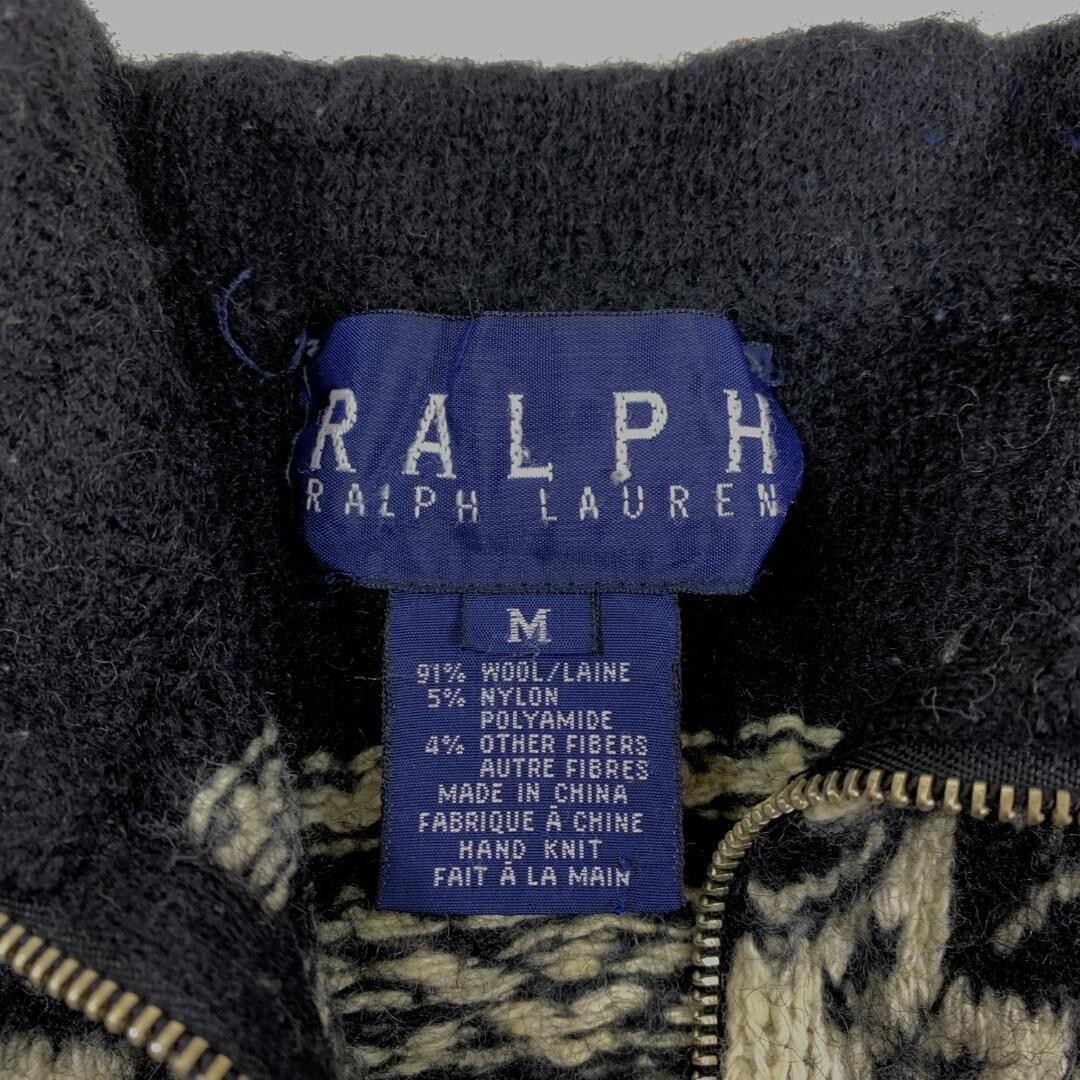 RALPH
RALPH LAUREN
M
91% WOOL/LAINE
5% NYLON
POLYAMIDE
4% OTHER FIBERS
AUTRE FIBRES
MADE IN CHINA
FABRIQUE À CHINE
HAND KNIT
FAIT À LA MAIN